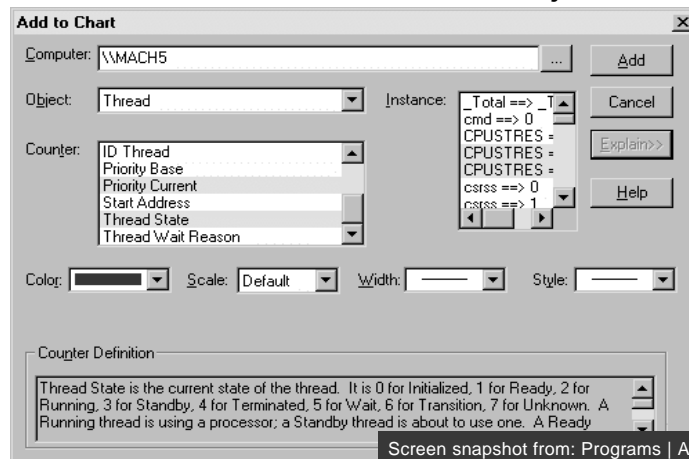 Add to Chart
Computer: \\MACH5 ... Add
Object: Thread Instance: _Total ==> _T Cancel
cmd ==> 0
Counter: ID Thread CPUSTRES = Explain>>
Priority Base CPUSTRES =
Priority Current CPUSTRES =
Start Address csrss ==> 0 Help
Thread State csrss ==> 1
Thread Wait Reason
Color: Scale: Default Width: Style:
Counter Definition
Thread State is the current state of the thread. It is 0 for Initialized, 1 for Ready, 2 for
Running, 3 for Standby, 4 for Terminated, 5 for Wait, 6 for Transition, 7 for Unknown. A
Running thread is using a processor; a Standby thread is about to use one. A Ready
Screen snapshot from: Programs | A